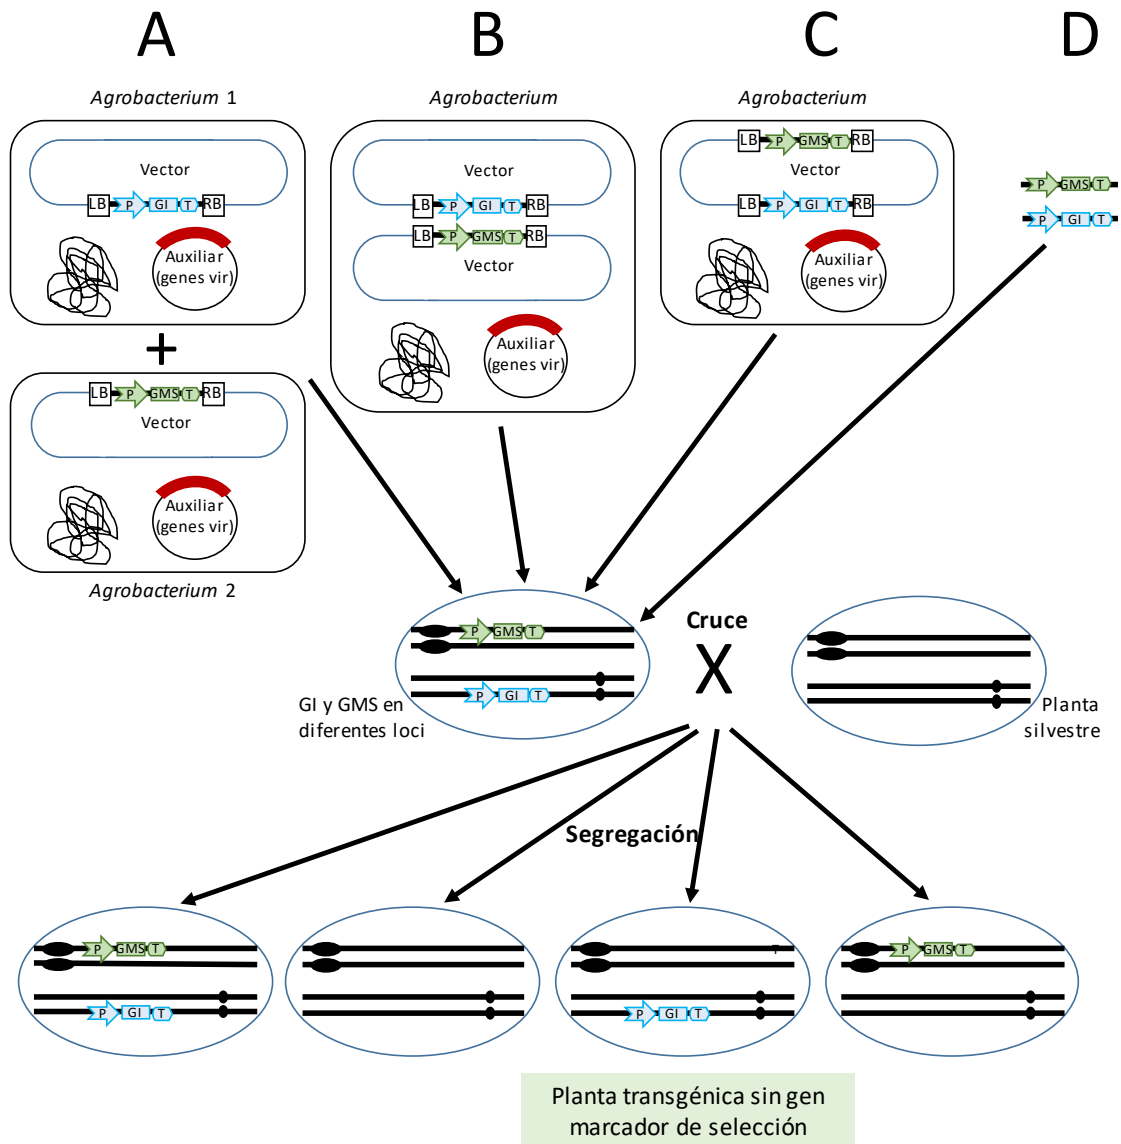 A
B
C
D
Agrobacterium 1
Agrobacterium
Agrobacterium
Vector
LB P GI T RB
Auxiliar
(genes vir)
+
LB P GMS T RB
Vector
Auxiliar
(genes vir)
Agrobacterium 2
Vector
LB P GI T RB
LB P GMS T RB
Vector
Auxiliar
(genes vir)
LB P GMS T RB
Vector
LB P GI T RB
Auxiliar
(genes vir)
P GMS T
P GI T
P GMS T
P GI T
GI y GMS en
diferentes loci
Cruce
X
Planta
silvestre
Segregación
P GMS T
P GI T
T
P GI T
P GMS T
Planta transgénica sin gen
marcador de selección